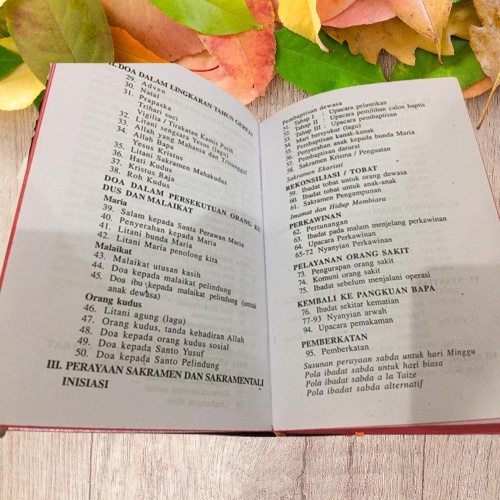 II. DOA DALAM LINGKARAN TAHUN GEREJA
29. Adven
30. Natal
31. Prapaska
Trihari suci
Vigilia / Tirakatan Kamis Putih
32. Litani sengsara Yesus (lagu)
33. Allah yang Mahaesa dan Tritunggal
34. Allah Bapa
Yesus Kristus
35. Litani Sakramen Mahakudus
36. Hati Kudus
37. Kristus Raja
38. Roh Kudus
DOA DALAM PERSEKUTUAN ORANG KU
DUS DAN MALAIKAT
Maria
39. Salam kepada Santa Perawan Maria
40. Penyerahan kepada Maria
41. Litani bunda Maria
42. Litani Maria penolong kita
Malaikat
43. Malaikat utusan kasih
44. Doa kepada malaikat pelindung
45. Doa ibu kepada malaikat pelindung (untuk
anak dewasa)
Orang kudus
46. Litani agung (lagu)
47. Orang kudus, tanda kehadiran Allah
48. Doa kepada orang kudus sosial
49. Doa kepada Santo Yusuf
50. Doa kepada Santo Pelindung
III. PERAYAAN SAKRAMEN DAN SAKRAMENTALI
INISIASI
Pembaptisan dewasa
51. Tahap I : Upacara pelantikan
52. Tahap II : Upacara pemilihan calon baptis
53. Tahap III : Upacara pembaptisan
54. Mari bersyukur (lagu)
55. Pembaptisan kanak-kanak
56. Penyerahan anak kepada bunda Maria
57. Pembaptisan darurat
58. Sakramen Krisma / Penguatan
Sakramen Ekaristi
REKONSILIASI / TOBAT
59. Ibadat tobat untuk orang dewasa
60. Ibadat tobat untuk anak-anak
61. Sakramen Pengampunan
Imamat dan Hidup Membiara
PERKAWINAN
62. Pertunangan
63. Ibadat pada malam menjelang perkawinan
64. Upacara Perkawinan
65-72 Nyanyian Perkawinan
PELAYANAN ORANG SAKIT
73. Pengurapan orang sakit
74. Komuni orang sakit
75. Ibadat sebelum menjalani operasi
KEMBALI KE PANGKUAN BAPA
76. Ibadat sekitar kematian
77-93 Nyanyian arwah
94. Upacara pemakaman
PEMBERKATAN
95. Pemberkatan
Susunan perayaan sabda untuk hari Minggu
Pola ibadat sabda untuk hari biasa
Pola ibadat sabda a la Taize
Pola ibadat sabda alternatif